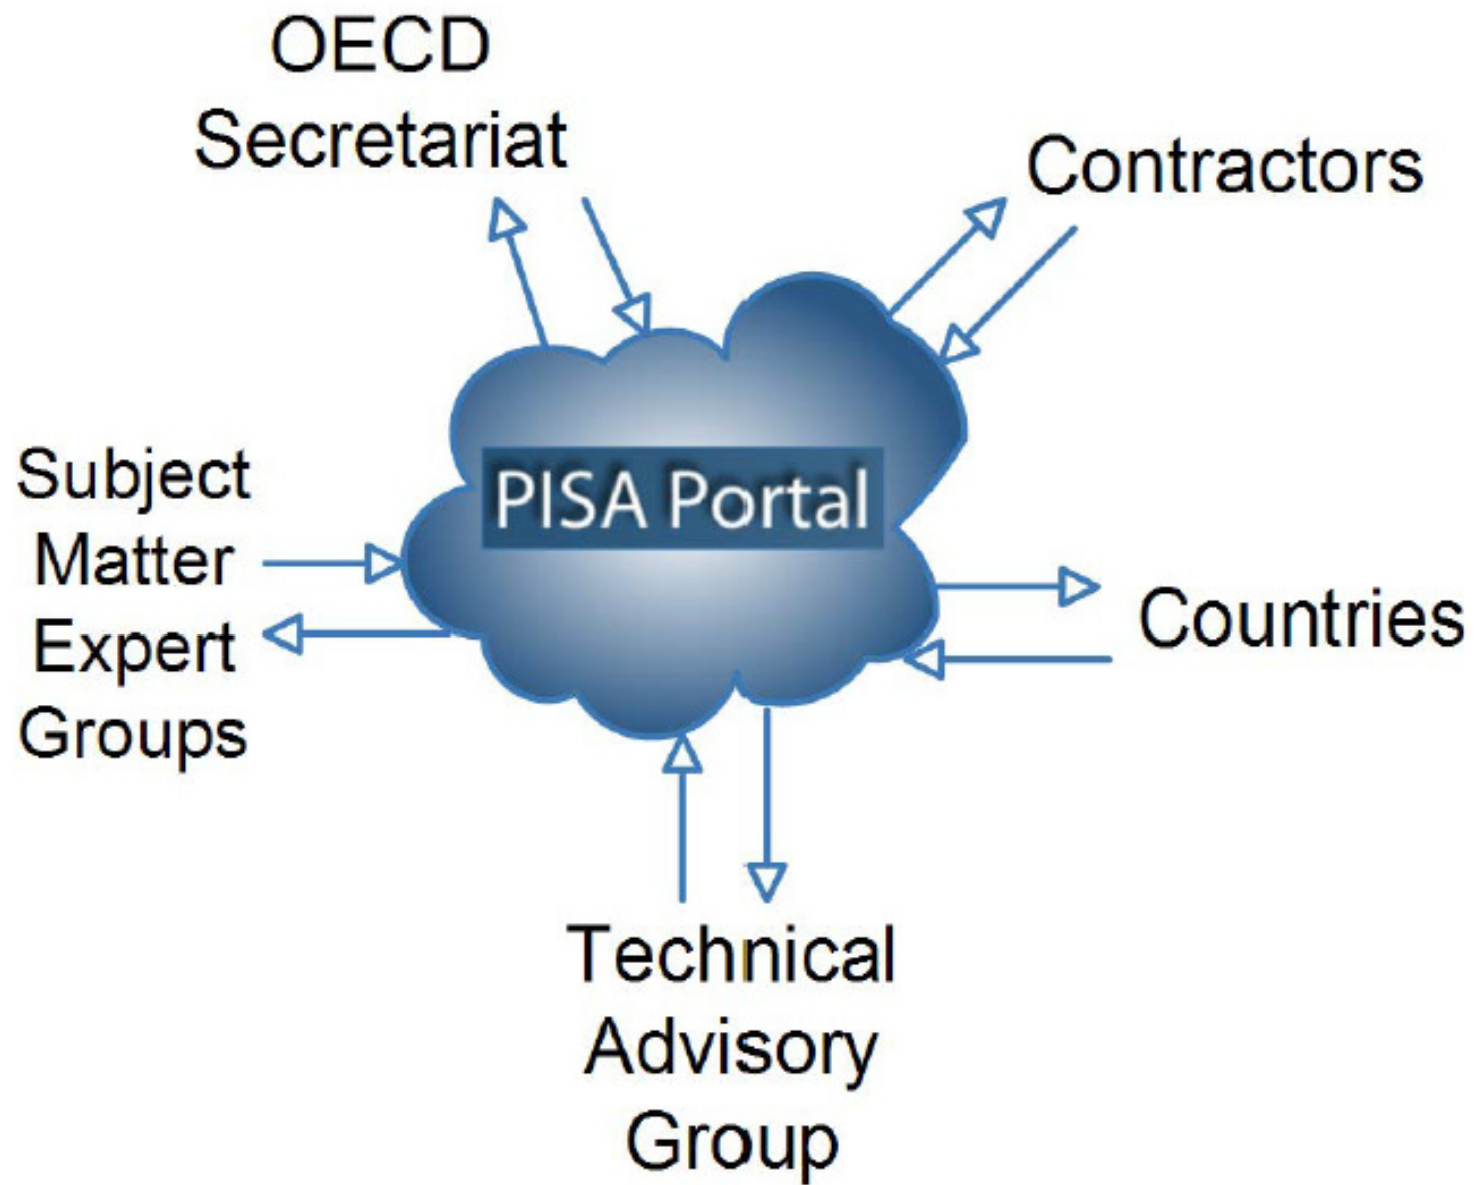 OECD
Secretariat
Contractors
Subject
Matter
Expert
Groups
PISA Portal
Countries
Technical
Advisory
Group